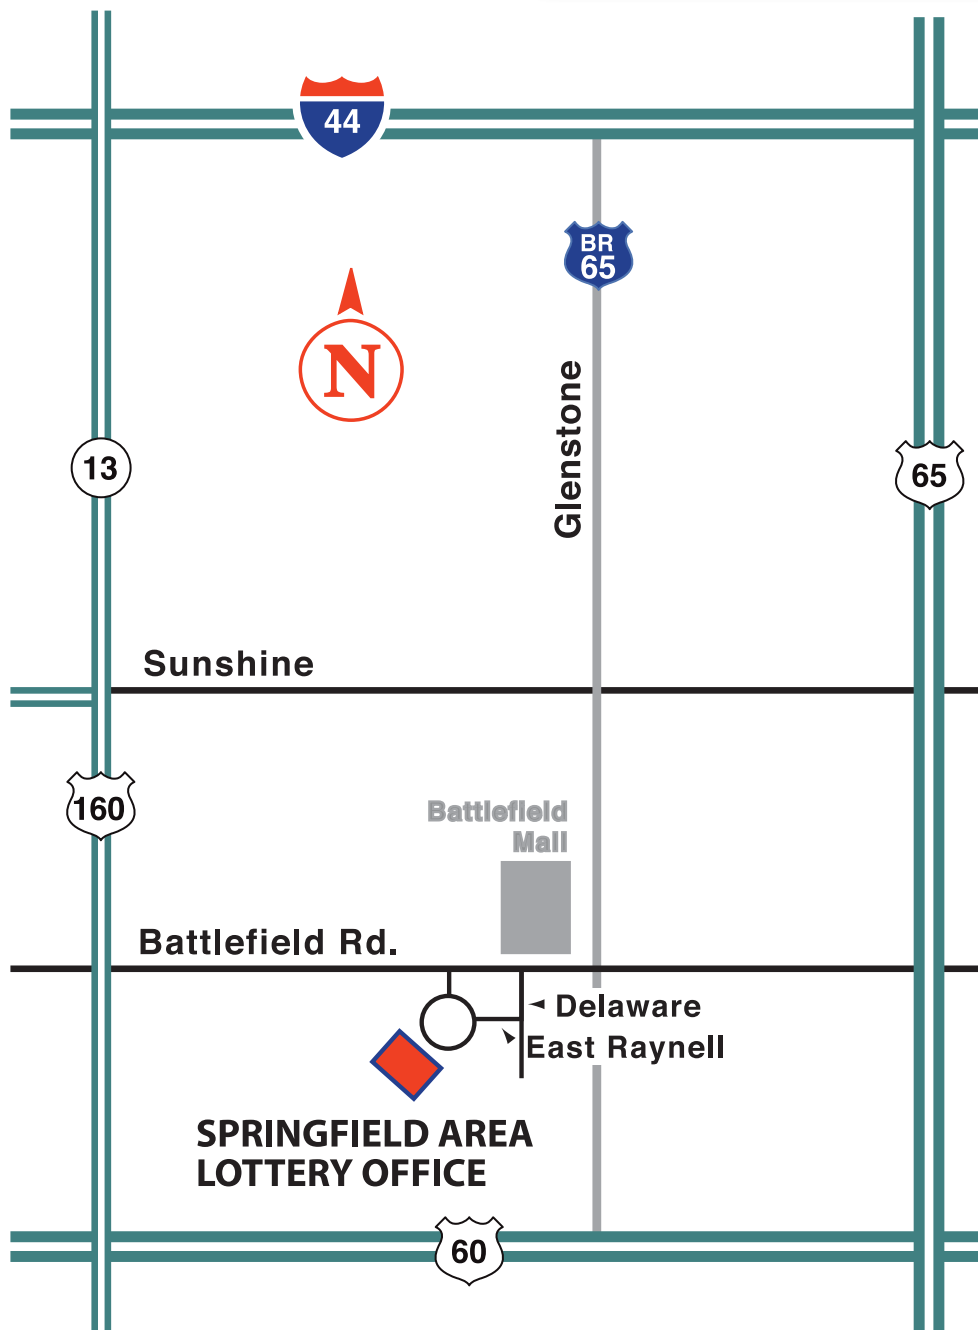 44
BR
65
N
Glenstone
13
65
Sunshine
160
Battlefield
Mall
Battlefield Rd.
Delaware
East Raynell
SPRINGFIELD AREA
LOTTERY OFFICE
60